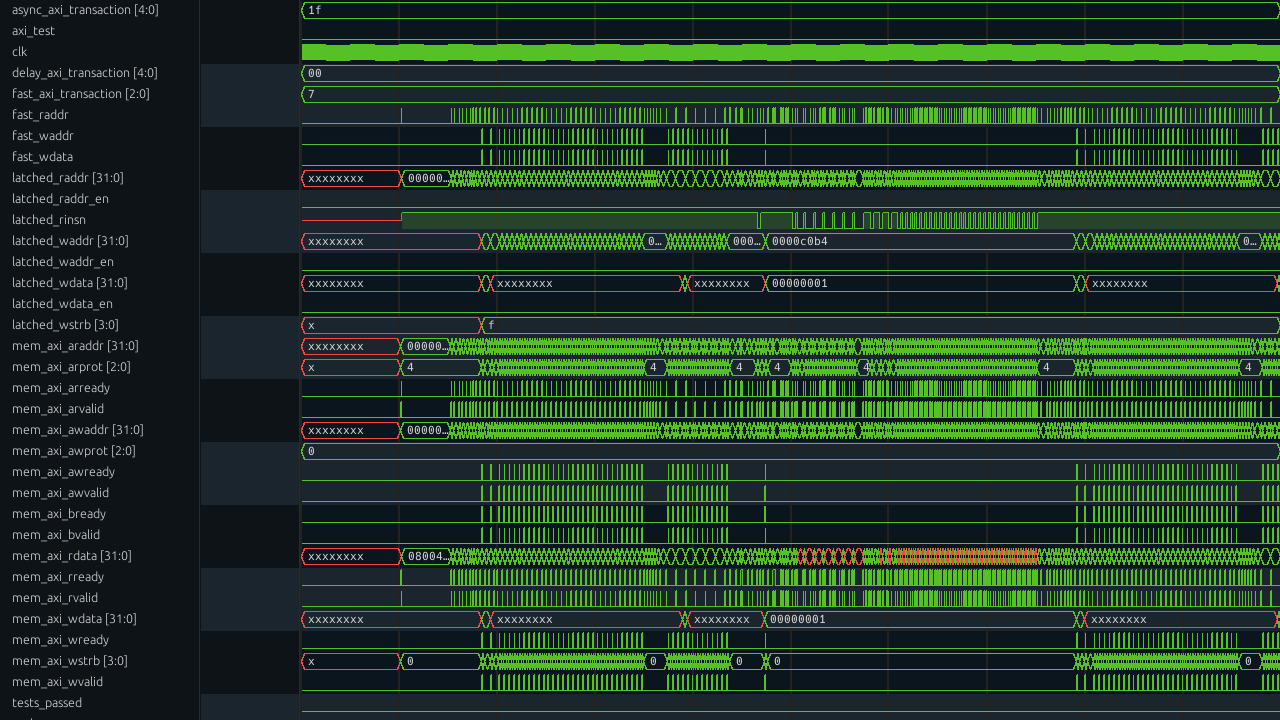 async_axi_transaction [4:0] 1f
axi_test
clk
delay_axi_transaction [4:0] 00
fast_axi_transaction [2:0] 7
fast_raddr
fast_waddr
fast_wdata
latched_raddr [31:0] xxxxxxxx 00000…
latched_raddr_en
latched_rinsn
latched_waddr [31:0] xxxxxxxx 0… 000… 0000c0b4 0…
latched_waddr_en
latched_wdata [31:0] xxxxxxxx xxxxxxxx xxxxxxxx 00000001 xxxxxxxx
latched_wdata_en
latched_wstrb [3:0] x f
mem_axi_araddr [31:0] xxxxxxxx 00000…
mem_axi_arprot [2:0] x 4 4 4 4 4 4 4
mem_axi_arready
mem_axi_arvalid
mem_axi_awaddr [31:0] xxxxxxxx 00000…
mem_axi_awprot [2:0] 0
mem_axi_awready
mem_axi_awvalid
mem_axi_bready
mem_axi_bvalid
mem_axi_rdata [31:0] xxxxxxxx 08004…
mem_axi_rready
mem_axi_rvalid
mem_axi_wdata [31:0] xxxxxxxx xxxxxxxx xxxxxxxx 00000001 xxxxxxxx
mem_axi_wready
mem_axi_wstrb [3:0] x 0 0 0 0 0
mem_axi_wvalid
tests_passed